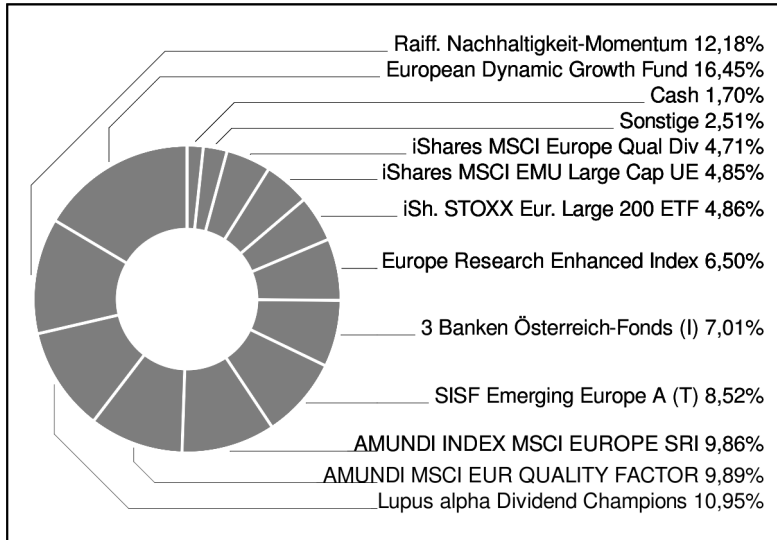 Raiff. Nachhaltigkeit-Momentum 12,18%
European Dynamic Growth Fund 16,45%
Cash 1,70%
Sonstige 2,51%
iShares MSCI Europe Qual Div 4,71%
iShares MSCI EMU Large Cap UE 4,85%
iSh. STOXX Eur. Large 200 ETF 4,86%
Europe Research Enhanced Index 6,50%
3 Banken Österreich-Fonds (I) 7,01%
SISF Emerging Europe A (T) 8,52%
AMUNDI INDEX MSCI EUROPE SRI 9,86%
AMUNDI MSCI EUR QUALITY FACTOR 9,89%
Lupus alpha Dividend Champions 10,95%